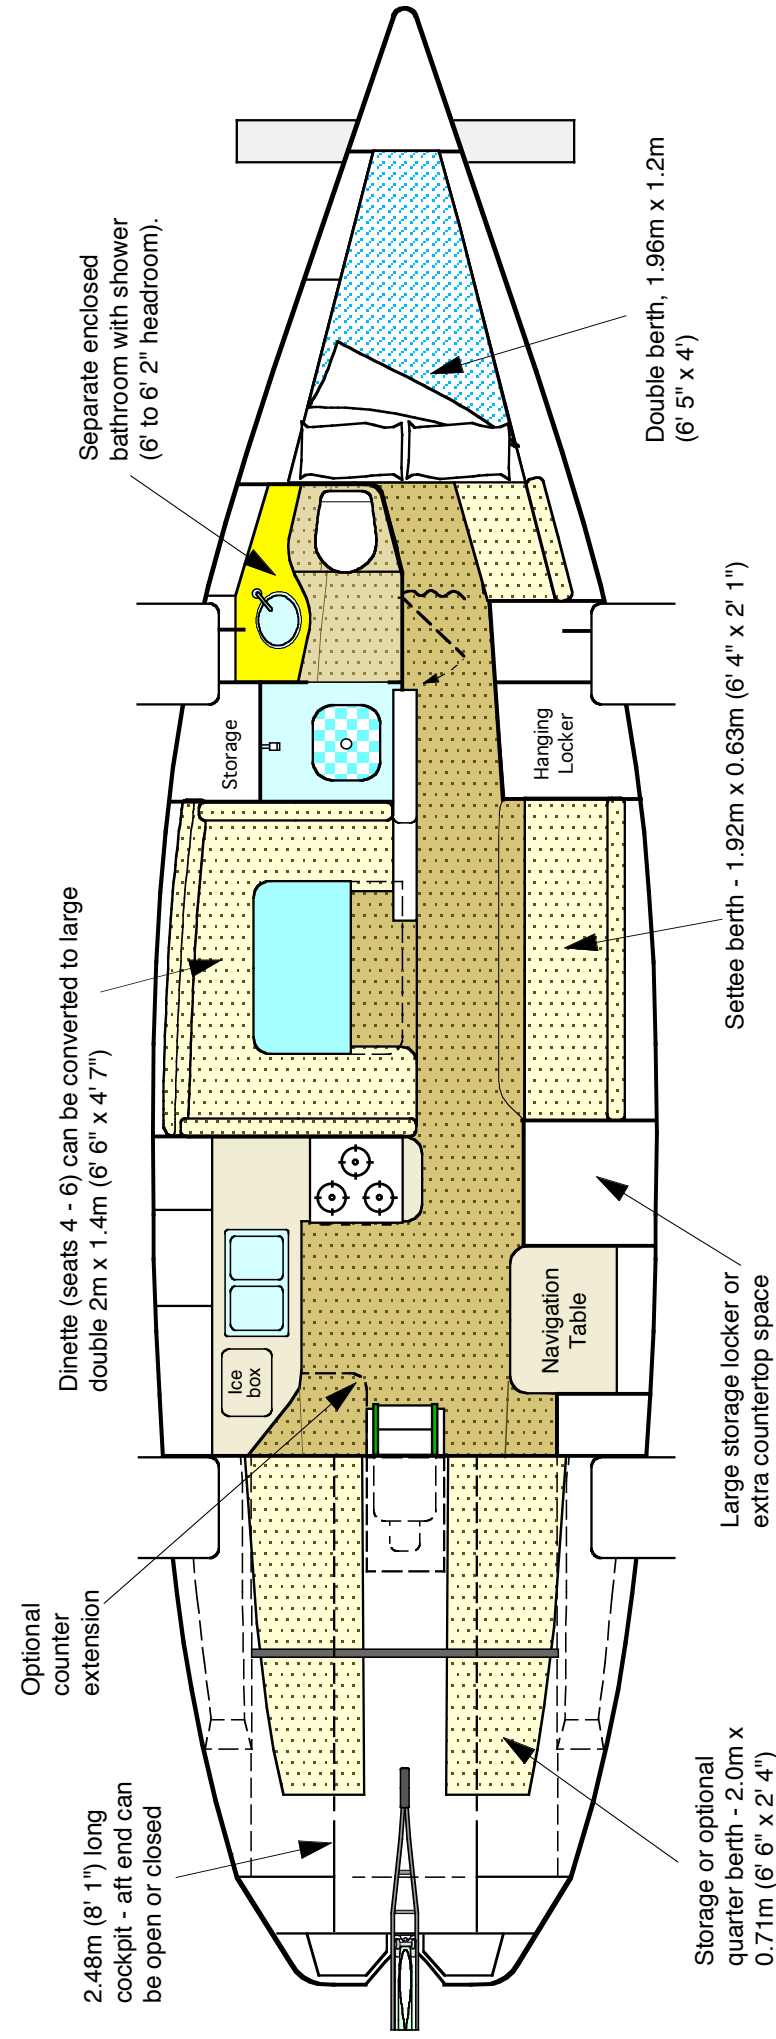 2.48m (8' 1") long
cockpit - aft end can
be open or closed
Optional
counter
extension
Dinette (seats 4 - 6) can be converted to large
double 2m x 1.4m (6' 6" x 4' 7")
Separate enclosed
bathroom with shower
(6' to 6' 2" headroom).
Ice
box
Storage
Navigation
Table
Hanging
Locker
Storage or optional
quarter berth - 2.0m x
0.71m (6' 6" x 2' 4")
Large storage locker or
extra countertop space
Settee berth - 1.92m x 0.63m (6' 4" x 2' 1")
Double berth, 1.96m x 1.2m
(6' 5" x 4')